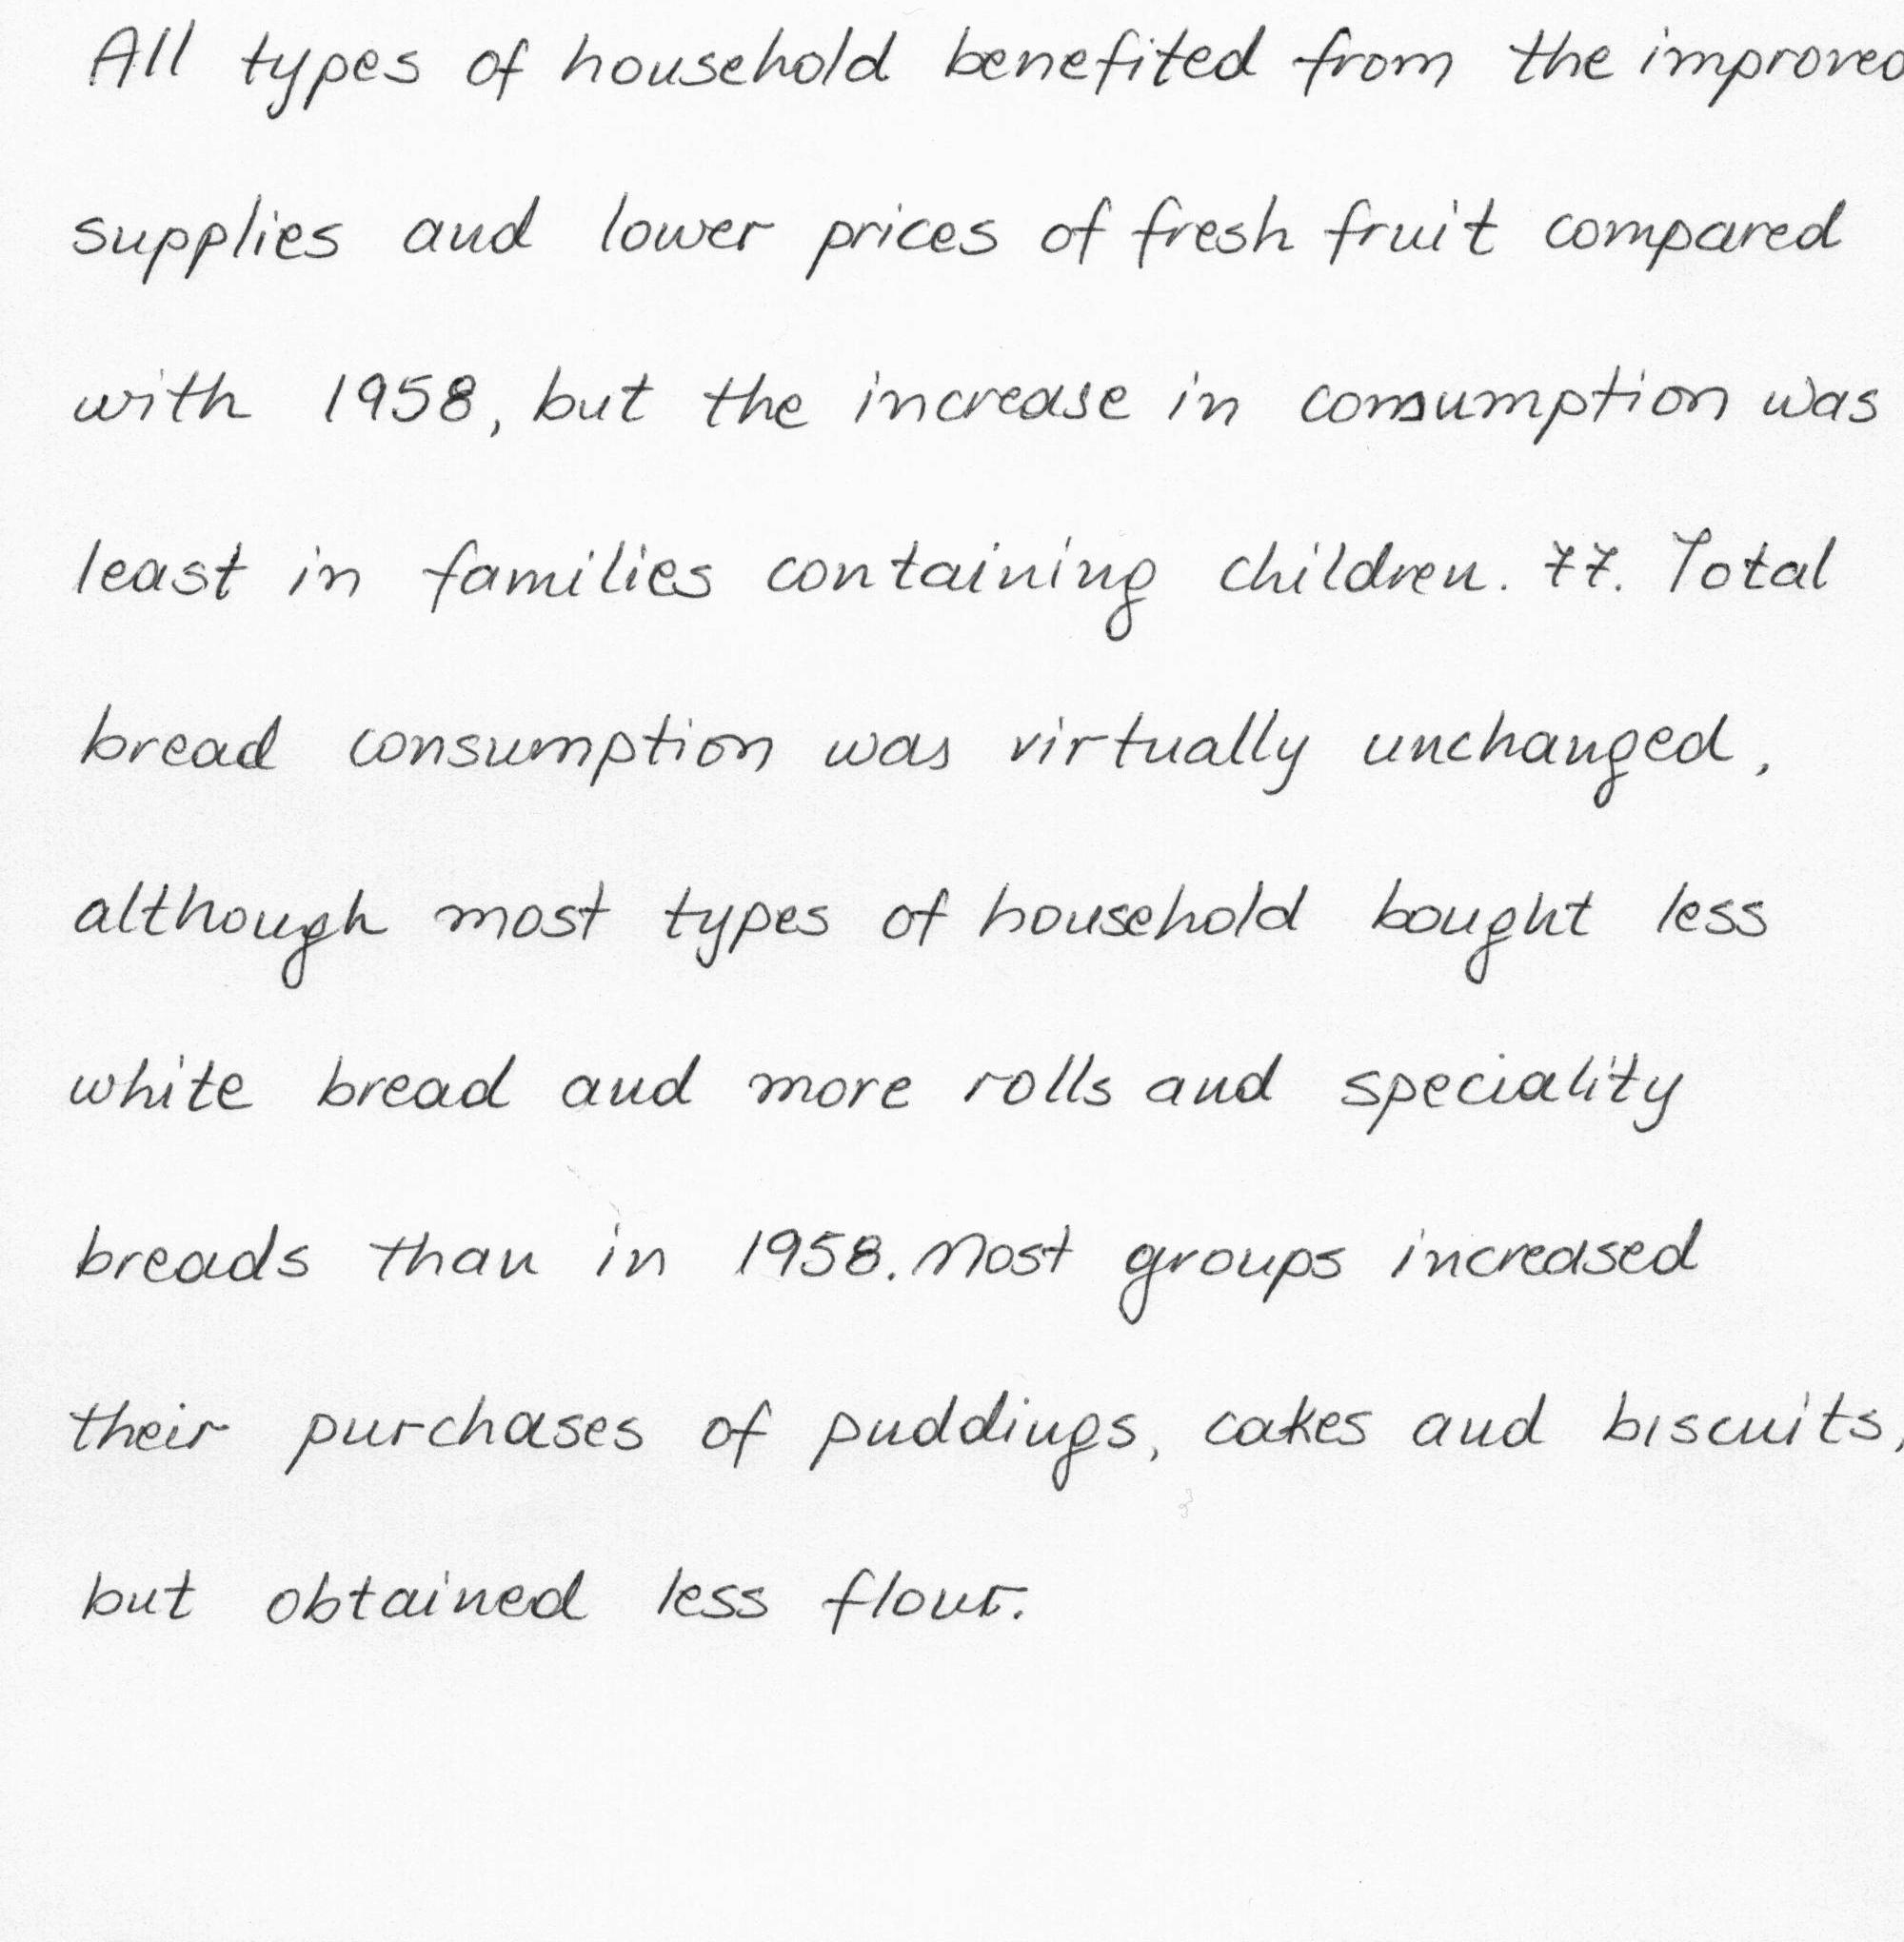 All types of household benefited from the improved
supplies and lower prices of fresh fruit compared
with 1958, but the increase in consumption was
least in families containing children. 77. Total
bread consumption was virtually unchanged,
although most types of household bought less
white bread and more rolls and speciality
breads than in 1958. Most groups increased
their purchases of puddings, cakes and biscuits,
but obtained less flour.